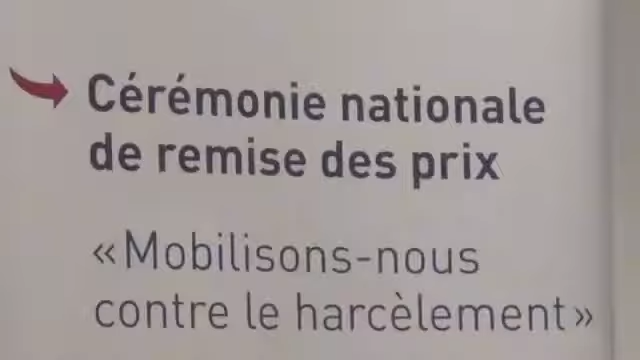 Cérémonie nationale
de remise des prix
«Mobilisons-nous
contre le harcèlement»